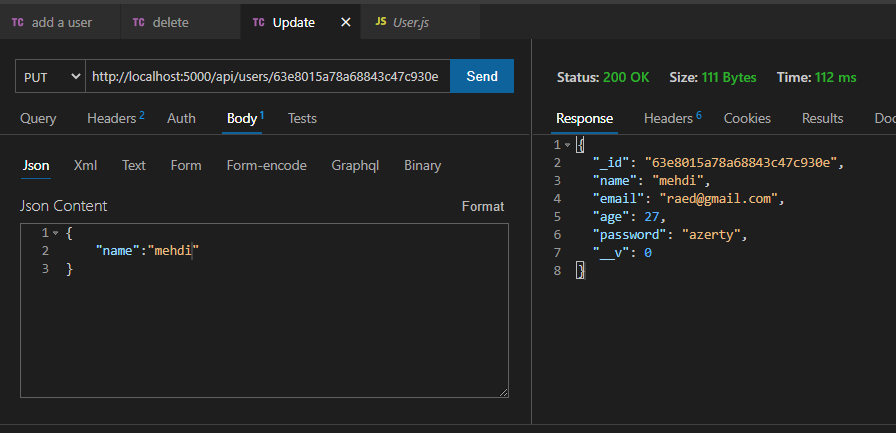 TC add a user TC delete TC Update × JS User.js
PUT http://localhost:5000/api/users/63e8015a78a68843c47c930e Send
Query Headers 2 Auth Body 1 Tests
Json Xml Text Form Form-encode Graphql Binary
Json Content Format
1 {
2 "name":"mehdi"
3 }
Status: 200 OK Size: 111 Bytes Time: 112 ms
Response Headers 6 Cookies Results Doc
1 {
2 "_id": "63e8015a78a68843c47c930e",
3 "name": "mehdi",
4 "email": "raed@gmail.com",
5 "age": 27,
6 "password": "azerty",
7 "__v": 0
8 }